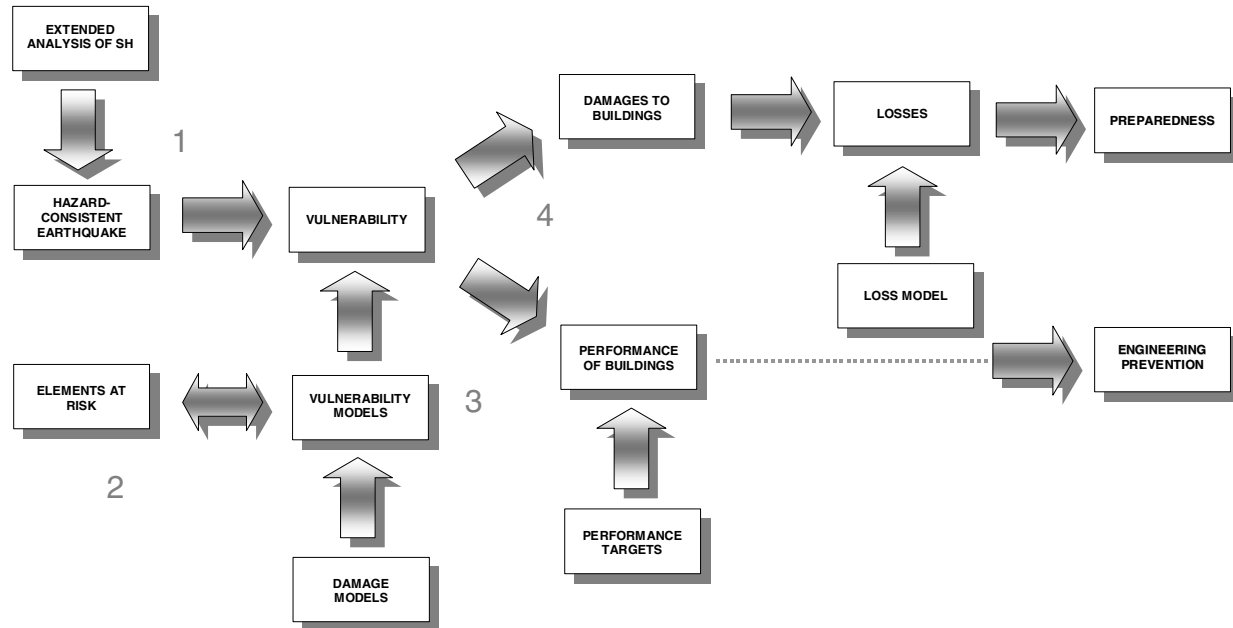 EXTENDED
ANALYSIS OF SH
1
HAZARD-
CONSISTENT
EARTHQUAKE
VULNERABILITY
ELEMENTS AT
RISK
2
VULNERABILITY
MODELS
3
DAMAGE
MODELS
4
DAMAGES TO
BUILDINGS
LOSSES
PREPAREDNESS
LOSS MODEL
PERFORMANCE
OF BUILDINGS
ENGINEERING
PREVENTION
PERFORMANCE
TARGETS